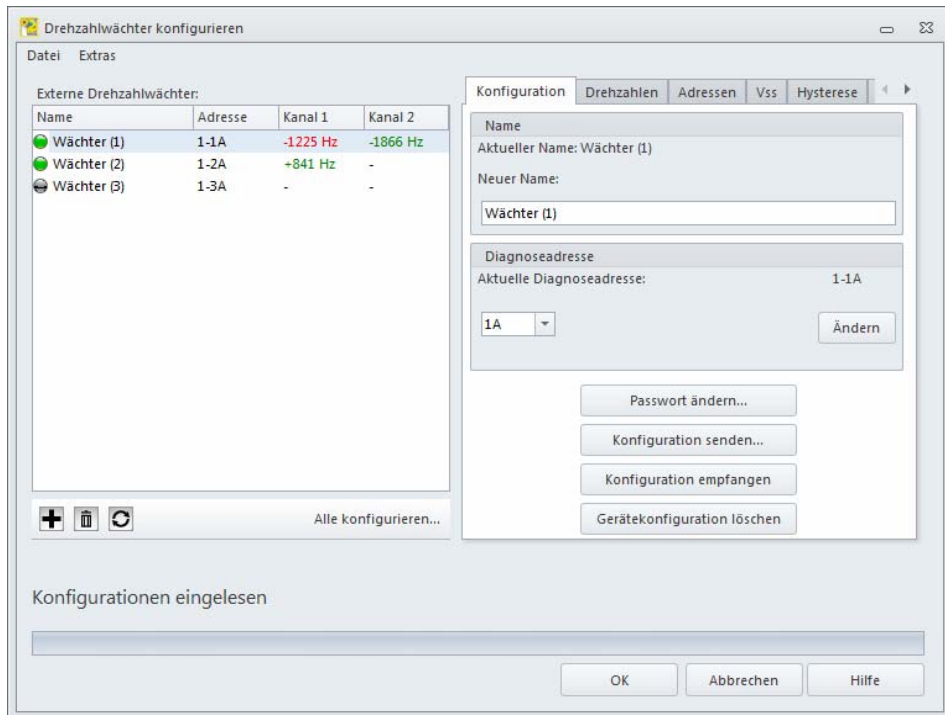 Drehzahlwächter konfigurieren
Datei Extras
Externe Drehzahlwächter:
Name Adresse Kanal 1 Kanal 2
Wächter (1) 1-1A -1225 Hz -1866 Hz
Wächter (2) 1-2A +841 Hz -
Wächter (3) 1-3A - -
Alle konfigurieren...
Konfiguration Drehzahlen Adressen Vss Hysterese
Name
Aktueller Name: Wächter (1)
Neuer Name:
Wächter (1)
Diagnoseadresse
Aktuelle Diagnoseadresse: 1-1A
1A Ändern
Passwort ändern...
Konfiguration senden...
Konfiguration empfangen
Gerätekonfiguration löschen
Konfigurationen eingelesen
OK Abbrechen Hilfe